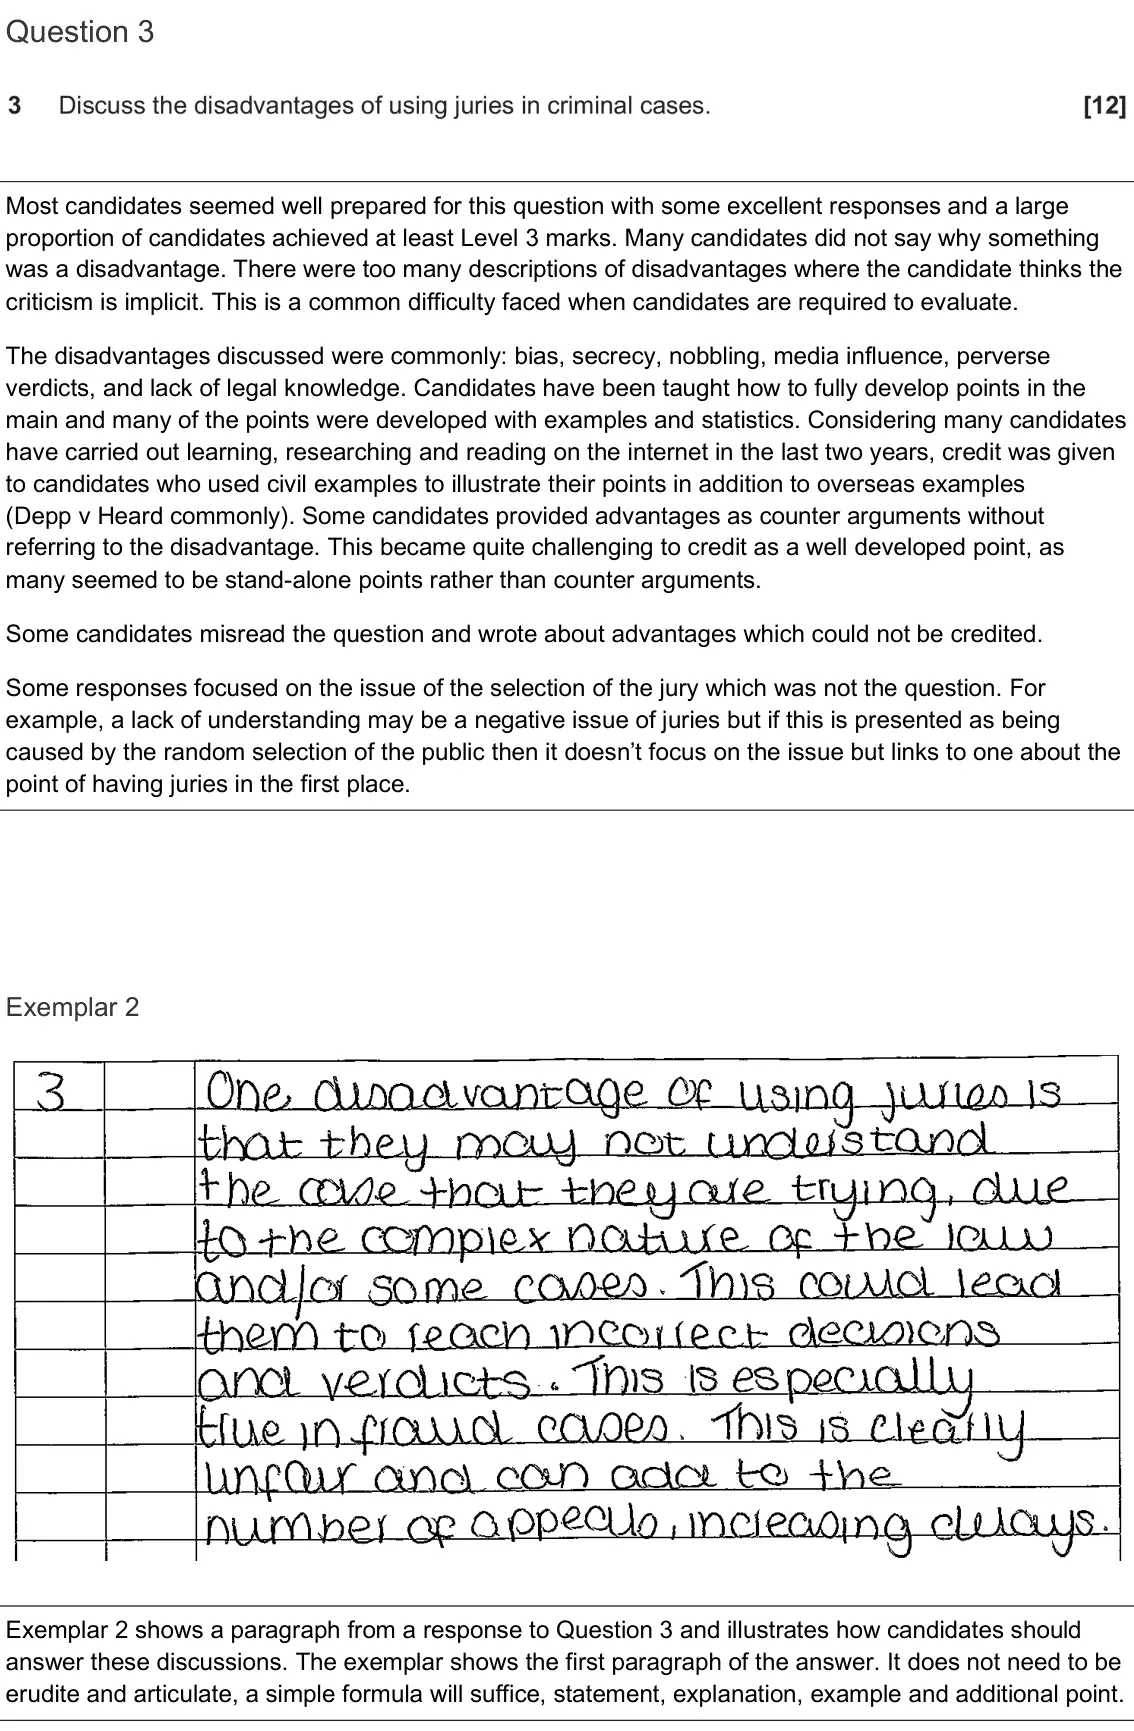 Question 3
3 Discuss the disadvantages of using juries in criminal cases. [12]
Most candidates seemed well prepared for this question with some excellent responses and a large
proportion of candidates achieved at least Level 3 marks. Many candidates did not say why something
was a disadvantage. There were too many descriptions of disadvantages where the candidate thinks the
criticism is implicit. This is a common difficulty faced when candidates are required to evaluate.
The disadvantages discussed were commonly: bias, secrecy, nobbling, media influence, perverse
verdicts, and lack of legal knowledge. Candidates have been taught how to fully develop points in the
main and many of the points were developed with examples and statistics. Considering many candidates
have carried out learning, researching and reading on the internet in the last two years, credit was given
to candidates who used civil examples to illustrate their points in addition to overseas examples
(Depp v Heard commonly). Some candidates provided advantages as counter arguments without
referring to the disadvantage. This became quite challenging to credit as a well developed point, as
many seemed to be stand-alone points rather than counter arguments.
Some candidates misread the question and wrote about advantages which could not be credited.
Some responses focused on the issue of the selection of the jury which was not the question. For
example, a lack of understanding may be a negative issue of juries but if this is presented as being
caused by the random selection of the public then it doesn't focus on the issue but links to one about the
point of having juries in the first place.
Exemplar 2
3 One disadvantage of using juries is
that they may not understand
the case that they are trying, due
to the complex nature of the law
and/or some cases. This could lead
them to reach incorrect decisions
and verdicts. This is especially
true in fraud cases. This is clearly
unfair and can add to the
number of appeals, increasing delays.
Exemplar 2 shows a paragraph from a response to Question 3 and illustrates how candidates should
answer these discussions. The exemplar shows the first paragraph of the answer. It does not need to be
erudite and articulate, a simple formula will suffice, statement, explanation, example and additional point.